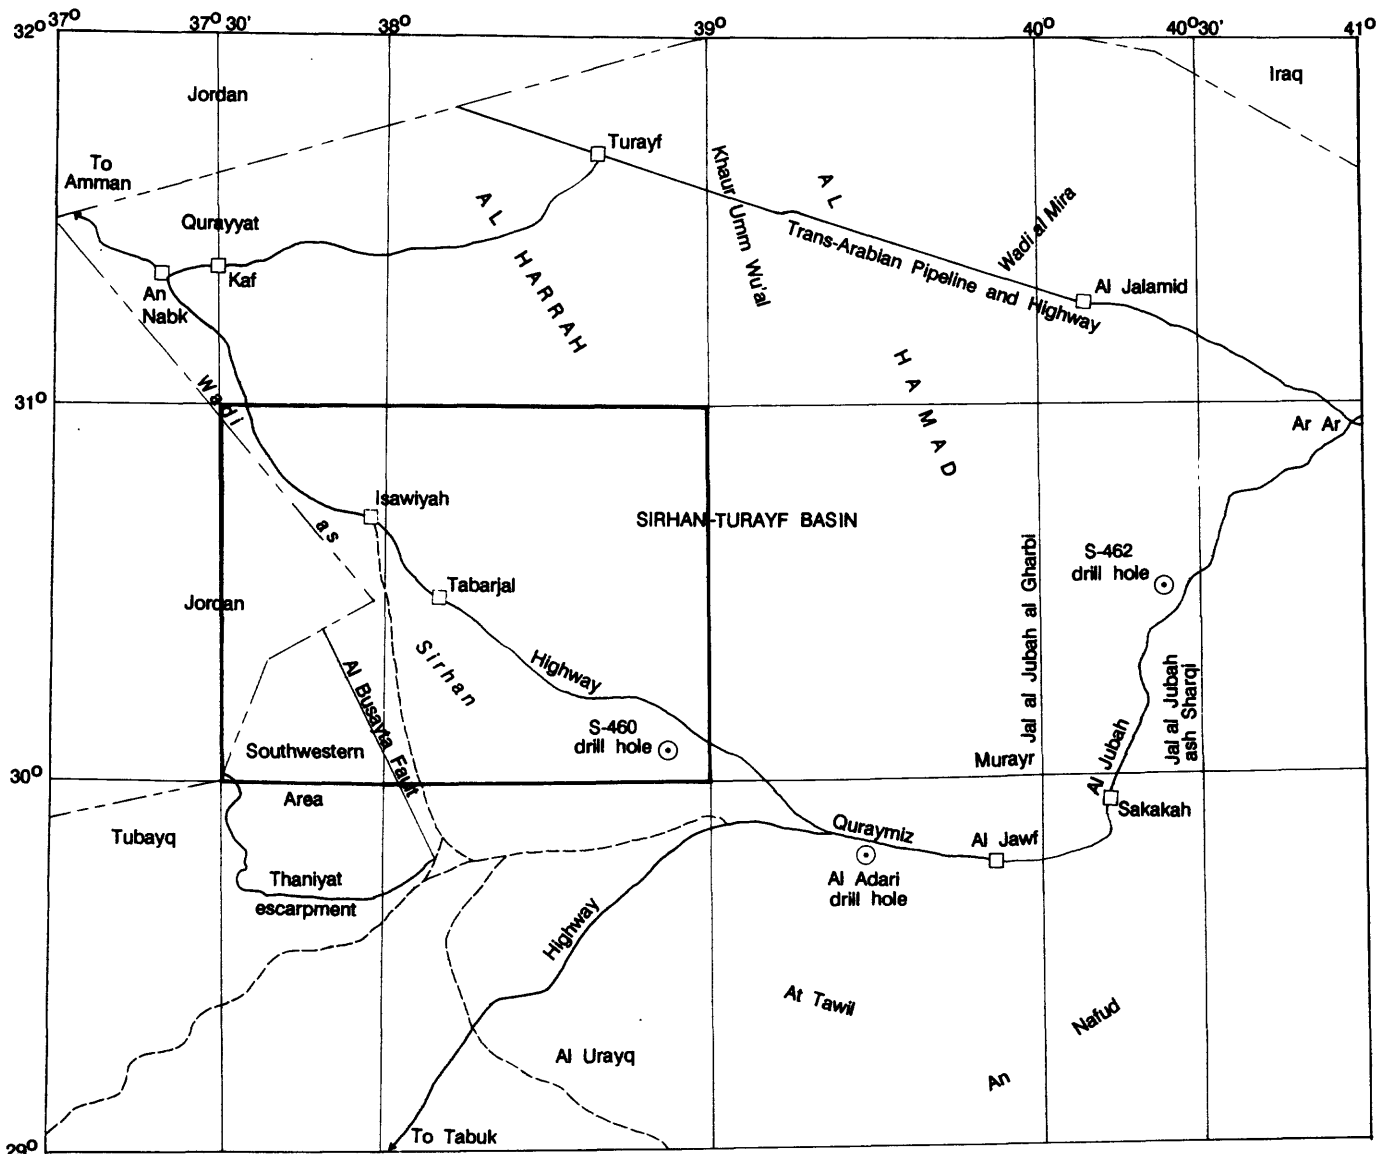 37° 37° 30' 38° 39° 40° 40°30' 41°
32°
Iraq
Jordan
Turayf
To
Amman
Khaur Umm Wu'al
AL
HAMAD
Wadi al Mira
AL
HARRAH
Qurayyat
Trans-Arabian Pipeline and Highway
Kaf
An
Nabk
Al Jalamid
31°
Wadi
as
Sirhan
Ar Ar
Isawiyah
SIRHAN-TURAYF BASIN
S-462
drill hole
Tabarjal
Jordan
Jal al Jubah al Gharbi
Highway
Al Busayta Fault
Jal al Jubah
ash Sharqi
S-460
drill hole
Southwestern
Area
Murayr
Al Jubah
30°
Sakakah
Tubayq
Quraymiz
Al Jawf
Thaniyat
escarpment
Al Adari
drill hole
Highway
At Tawil
An
Nafud
Al Urayq
To Tabuk
29°